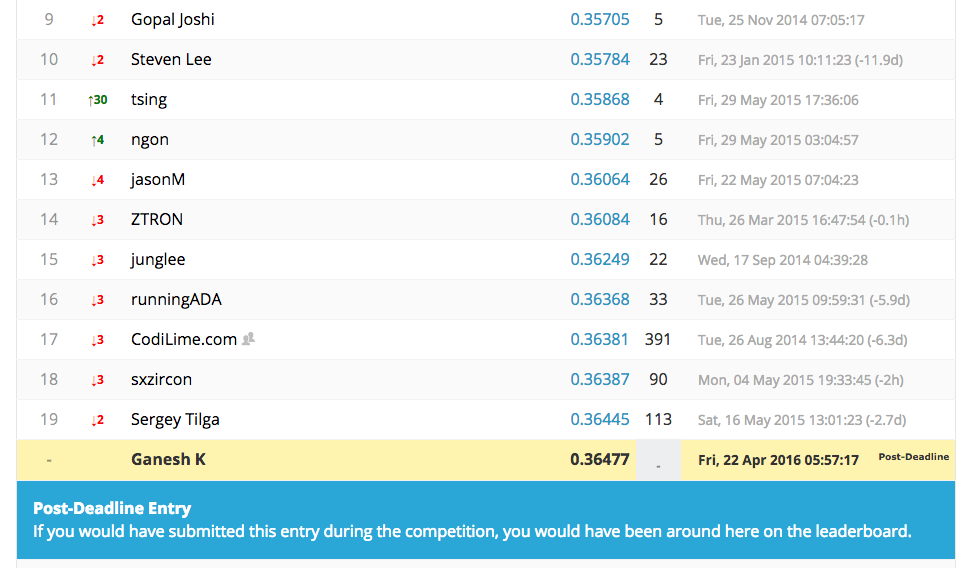 9 ↓2 Gopal Joshi 0.35705 5 Tue, 25 Nov 2014 07:05:17
10 ↓2 Steven Lee 0.35784 23 Fri, 23 Jan 2015 10:11:23 (-11.9d)
11 ↑30 tsing 0.35868 4 Fri, 29 May 2015 17:36:06
12 ↑4 ngon 0.35902 5 Fri, 29 May 2015 03:04:57
13 ↓4 jasonM 0.36064 26 Fri, 22 May 2015 07:04:23
14 ↓3 ZTRON 0.36084 16 Thu, 26 Mar 2015 16:47:54 (-0.1h)
15 ↓3 junglee 0.36249 22 Wed, 17 Sep 2014 04:39:28
16 ↓3 runningADA 0.36368 33 Tue, 26 May 2015 09:59:31 (-5.9d)
17 ↓3 CodiLime.com 0.36381 391 Tue, 26 Aug 2014 13:44:20 (-6.3d)
18 ↓3 sxzircon 0.36387 90 Mon, 04 May 2015 19:33:45 (-2h)
19 ↓2 Sergey Tilga 0.36445 113 Sat, 16 May 2015 13:01:23 (-2.7d)
- Ganesh K 0.36477 - Fri, 22 Apr 2016 05:57:17 Post-Deadline
Post-Deadline Entry
If you would have submitted this entry during the competition, you would have been around here on the leaderboard.